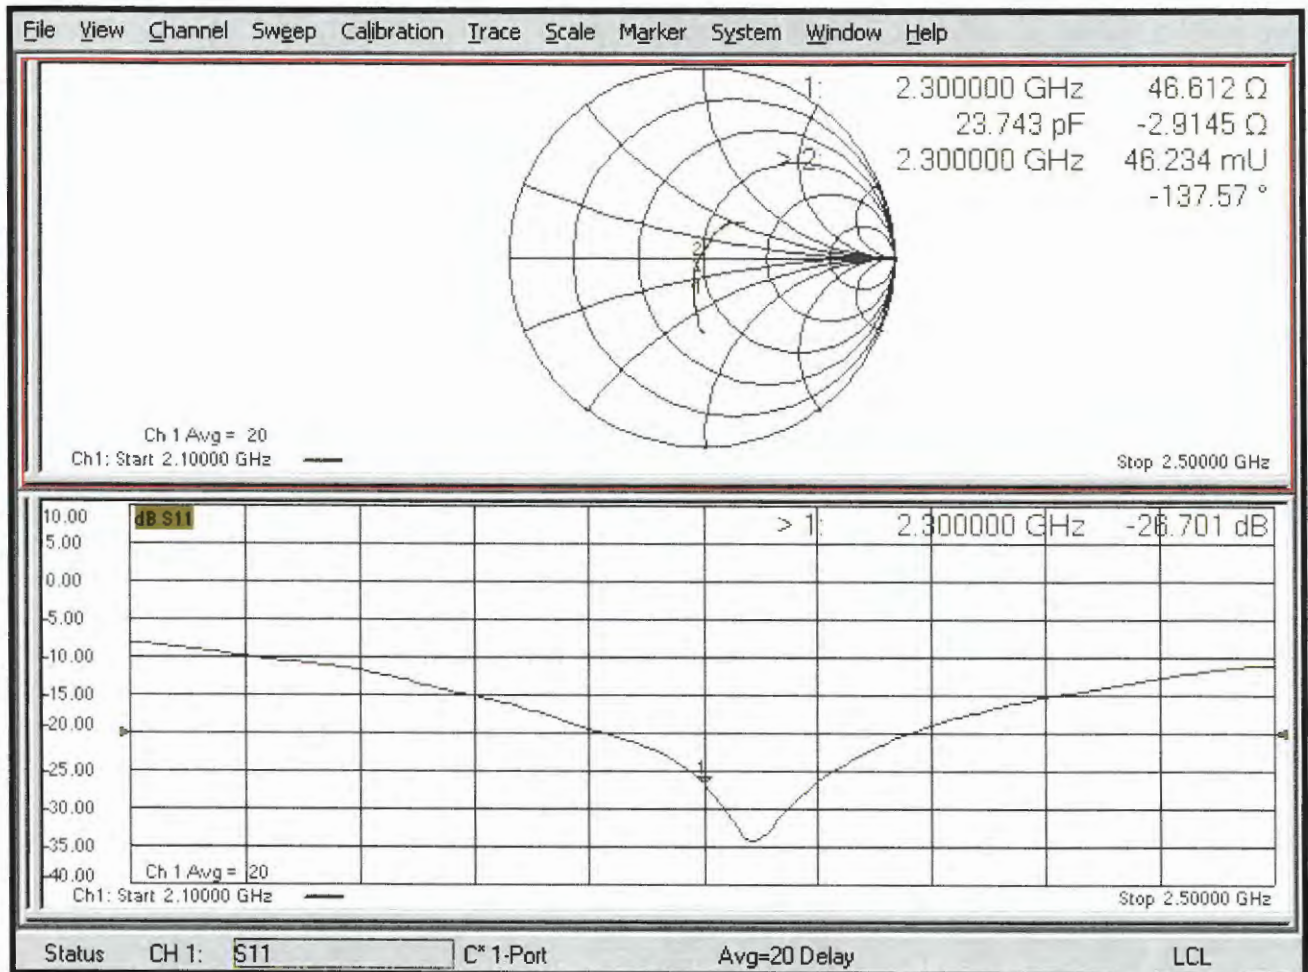 File View Channel Sweep Calibration Trace Scale Marker System Window Help
1: 2.300000 GHz 46.612 Ω
23.743 pF -2.9145 Ω
> 2: 2.300000 GHz 46.234 mU
-137.57 °
2
1
Ch 1 Avg = 20
Ch1: Start 2.10000 GHz Stop 2.50000 GHz
10.00 dB S11 > 1: 2.300000 GHz -26.701 dB
5.00
0.00
-5.00
-10.00
-15.00
-20.00
-25.00
1
-30.00
-35.00
-40.00
Ch 1 Avg = 20
Ch1: Start 2.10000 GHz Stop 2.50000 GHz
Status CH 1: S11 C* 1-Port Avg=20 Delay LCL